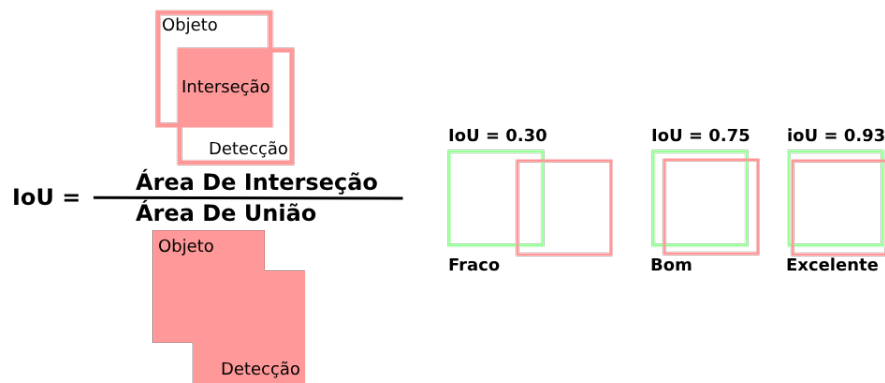 Objeto
Interseção
Detecção
IoU =
Área De Interseção
Área De União
Objeto
Detecção
IoU = 0.30
Fraco
IoU = 0.75
Bom
ioU = 0.93
Excelente